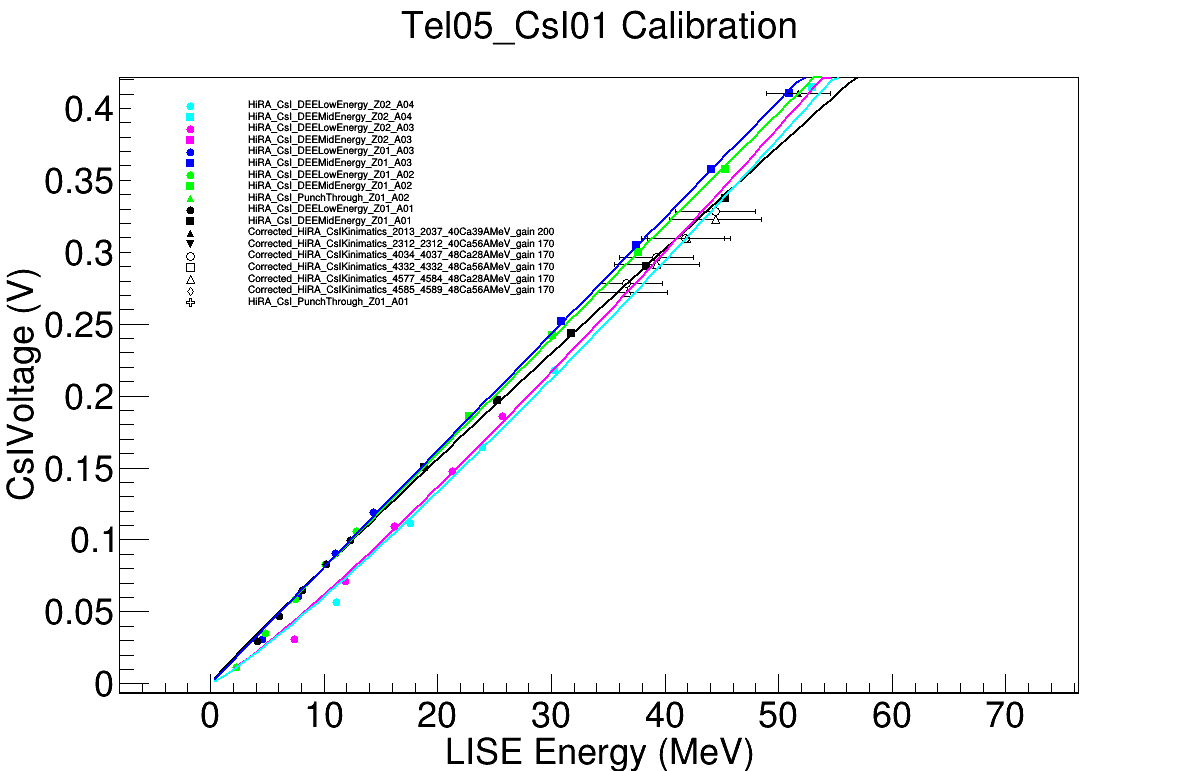 Tel05_CsI01 Calibration
HiRA_CsI_DEELowEnergy_Z02_A04
HiRA_CsI_DEEMidEnergy_Z02_A04
HiRA_CsI_DEELowEnergy_Z02_A03
HiRA_CsI_DEEMidEnergy_Z02_A03
HiRA_CsI_DEELowEnergy_Z01_A03
HiRA_CsI_DEEMidEnergy_Z01_A03
HiRA_CsI_DEELowEnergy_Z01_A02
HiRA_CsI_DEEMidEnergy_Z01_A02
HiRA_CsI_PunchThrough_Z01_A02
HiRA_CsI_DEELowEnergy_Z01_A01
HiRA_CsI_DEEMidEnergy_Z01_A01
Corrected_HiRA_CsIKinimatics_2013_2037_40Ca39AMeV_gain 200
Corrected_HiRA_CsIKinimatics_2312_2312_40Ca56AMeV_gain 170
Corrected_HiRA_CsIKinimatics_4034_4037_48Ca28AMeV_gain 170
Corrected_HiRA_CsIKinimatics_4332_4332_48Ca56AMeV_gain 170
Corrected_HiRA_CsIKinimatics_4577_4584_48Ca28AMeV_gain 170
Corrected_HiRA_CsIKinimatics_4585_4589_48Ca56AMeV_gain 170
HiRA_CsI_PunchThrough_Z01_A01
CsIVoltage (V)
0.4
0.35
0.3
0.25
0.2
0.15
0.1
0.05
0
0 10 20 30 40 50 60 70
LISE Energy (MeV)